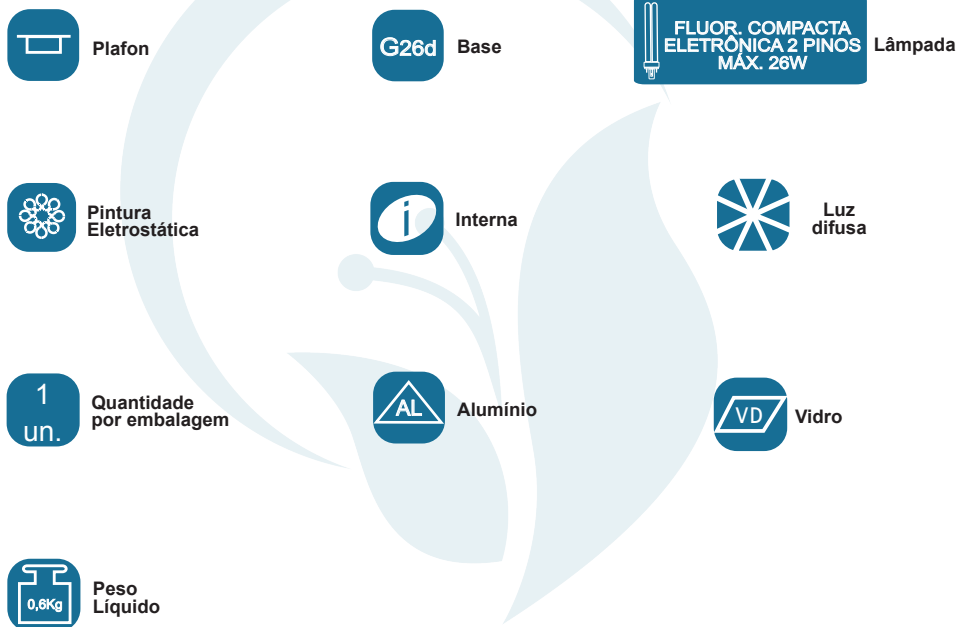 Plafon
G26d
Base
FLUOR. COMPACTA
ELETRÔNICA 2 PINOS
MÁX. 26W
Lâmpada
Pintura
Eletrostática
i
Interna
Luz
difusa
1
un.
Quantidade
por embalagem
AL
Alumínio
VD
Vidro
0,6Kg
Peso
Líquido